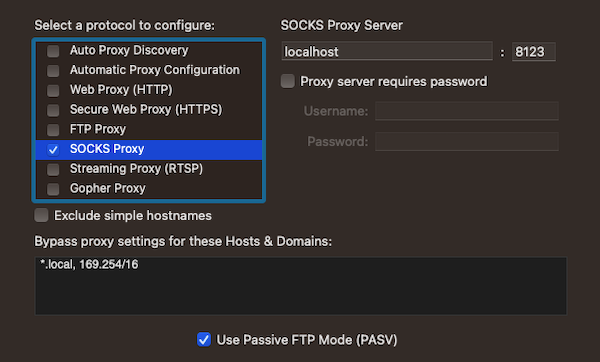 Select a protocol to configure:
Auto Proxy Discovery
Automatic Proxy Configuration
Web Proxy (HTTP)
Secure Web Proxy (HTTPS)
FTP Proxy
SOCKS Proxy
Streaming Proxy (RTSP)
Gopher Proxy
SOCKS Proxy Server
localhost : 8123
Proxy server requires password
Username:
Password:
Exclude simple hostnames
Bypass proxy settings for these Hosts & Domains:
*.local, 169.254/16
Use Passive FTP Mode (PASV)